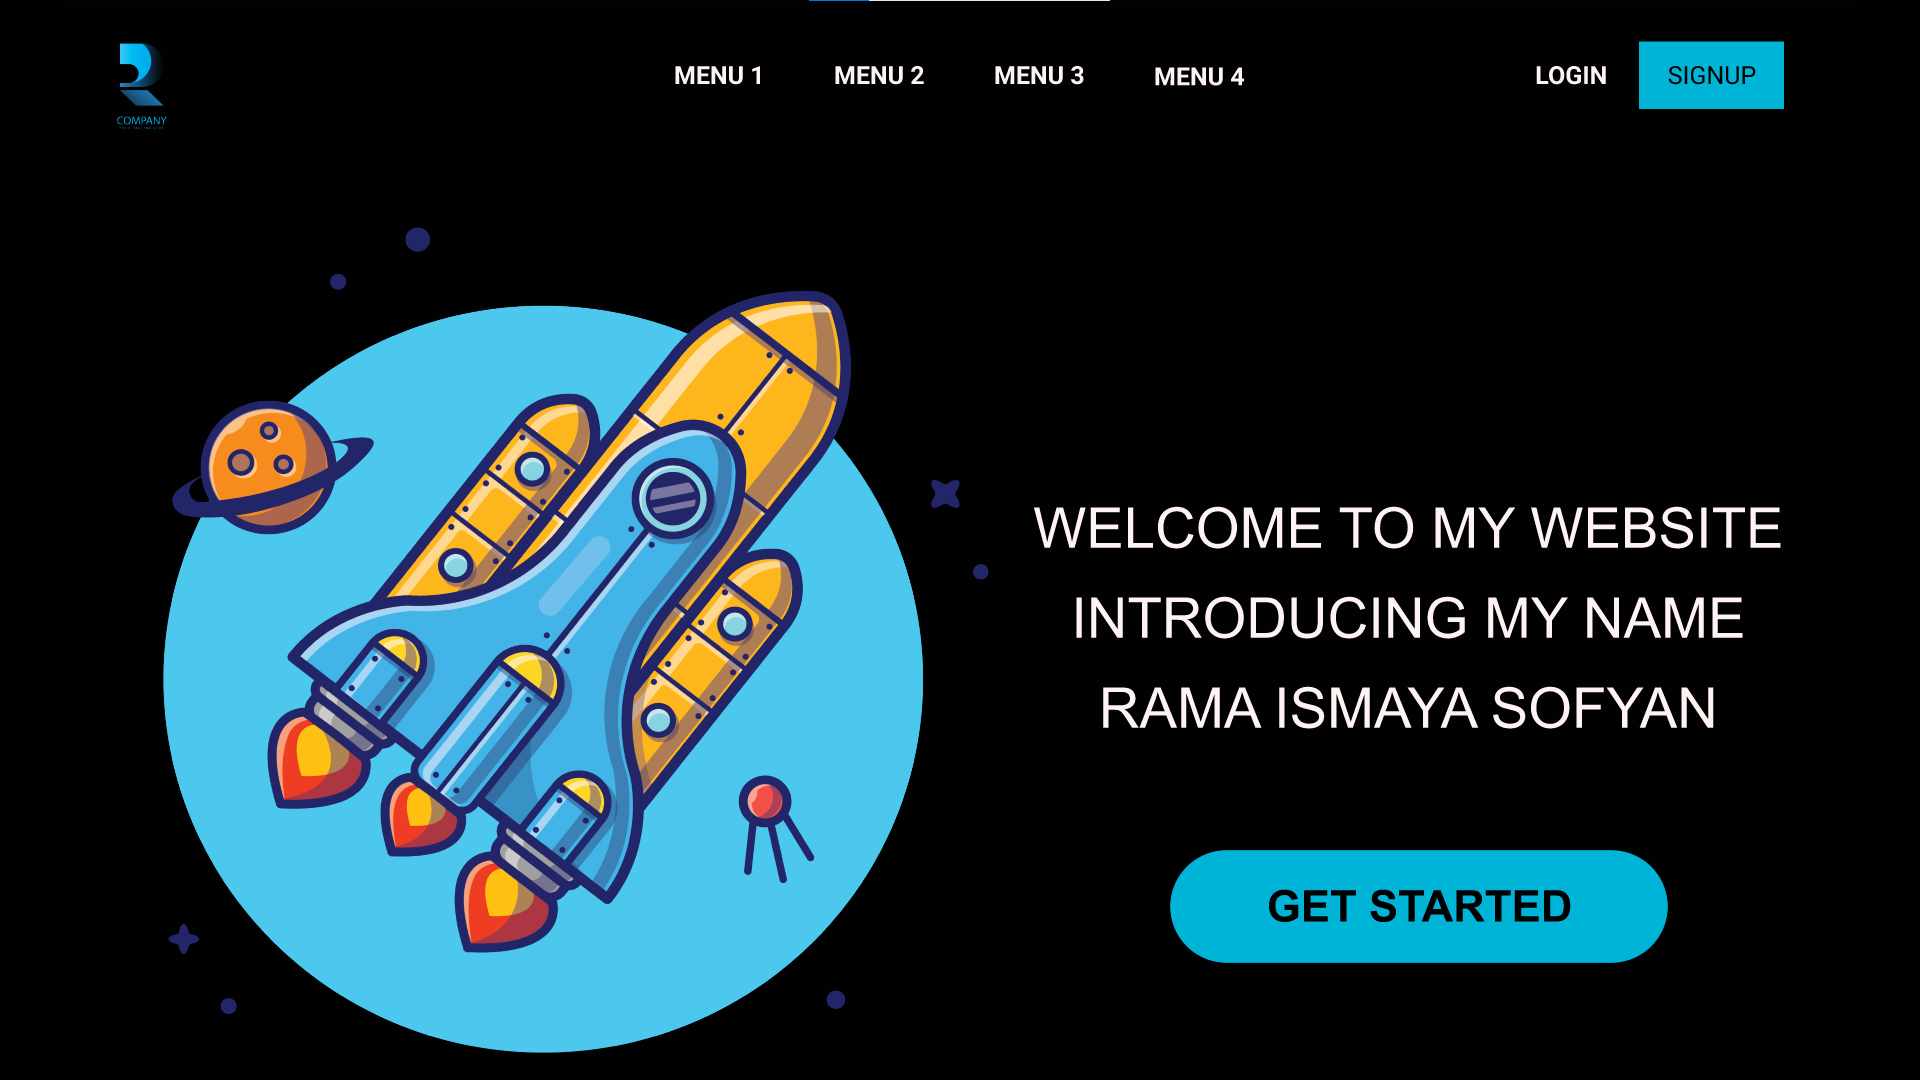 COMPANY
MENU 1
MENU 2
MENU 3
MENU 4
LOGIN
SIGNUP
WELCOME TO MY WEBSITE
INTRODUCING MY NAME
RAMA ISMAYA SOFYAN
GET STARTED